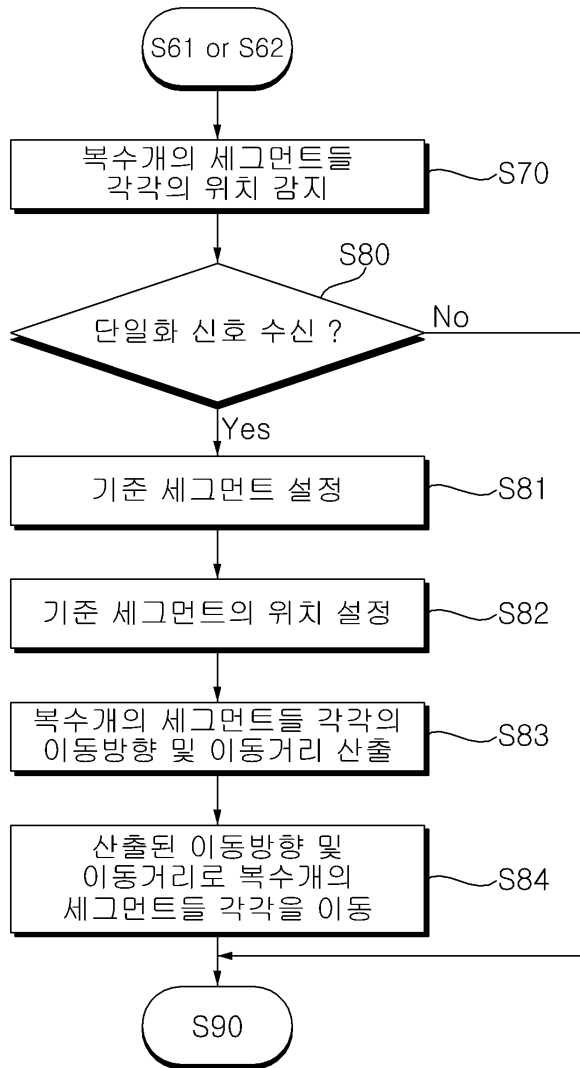 S61 or S62
복수개의 세그먼트들
각각의 위치 감지
S70
S80
단일화 신호 수신 ?
No
Yes
기준 세그먼트 설정
S81
기준 세그먼트의 위치 설정
S82
복수개의 세그먼트들 각각의
이동방향 및 이동거리 산출
S83
산출된 이동방향 및
이동거리로 복수개의
세그먼트들 각각을 이동
S84
S90